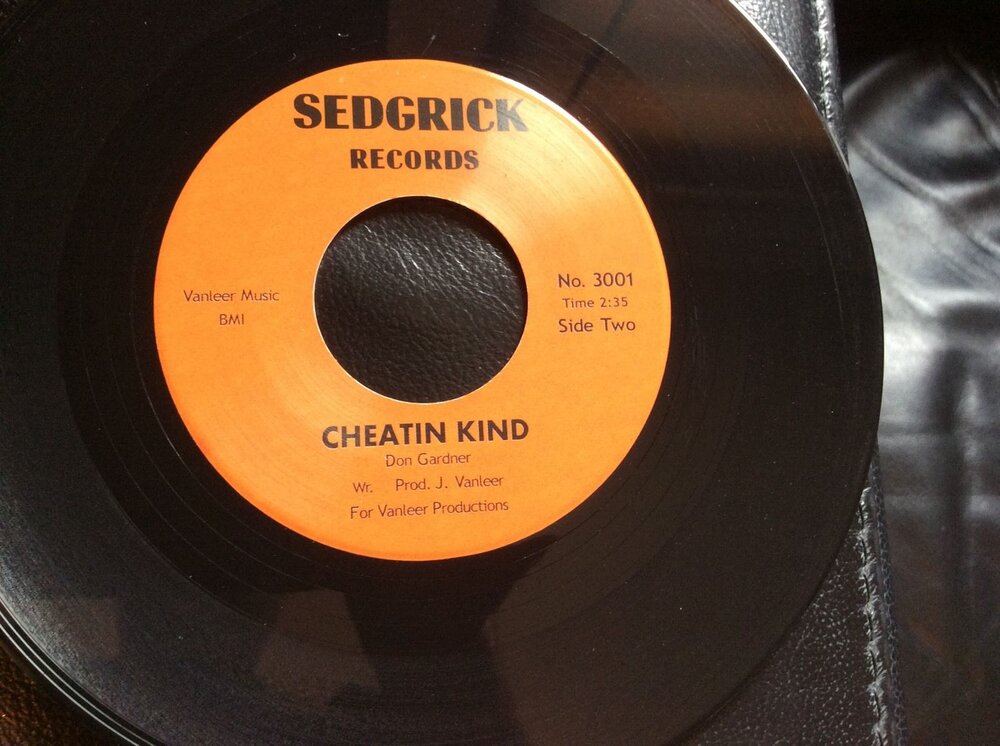 SEDGRICK
RECORDS
Vanleer Music
BMI
No. 3001
Time 2:35
Side Two
CHEATIN KIND
Don Gardner
Wr. Prod. J. Vanleer
For Vanleer Productions